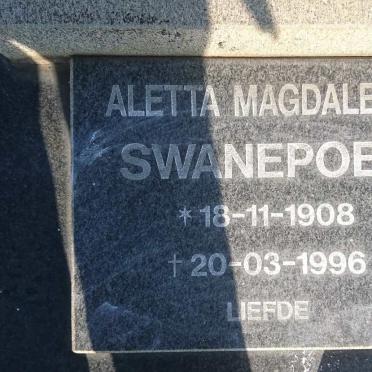 ALETTA MAGDALE
SWANEPOE
* 18-11-1908
† 20-03-1996
LIEFDE